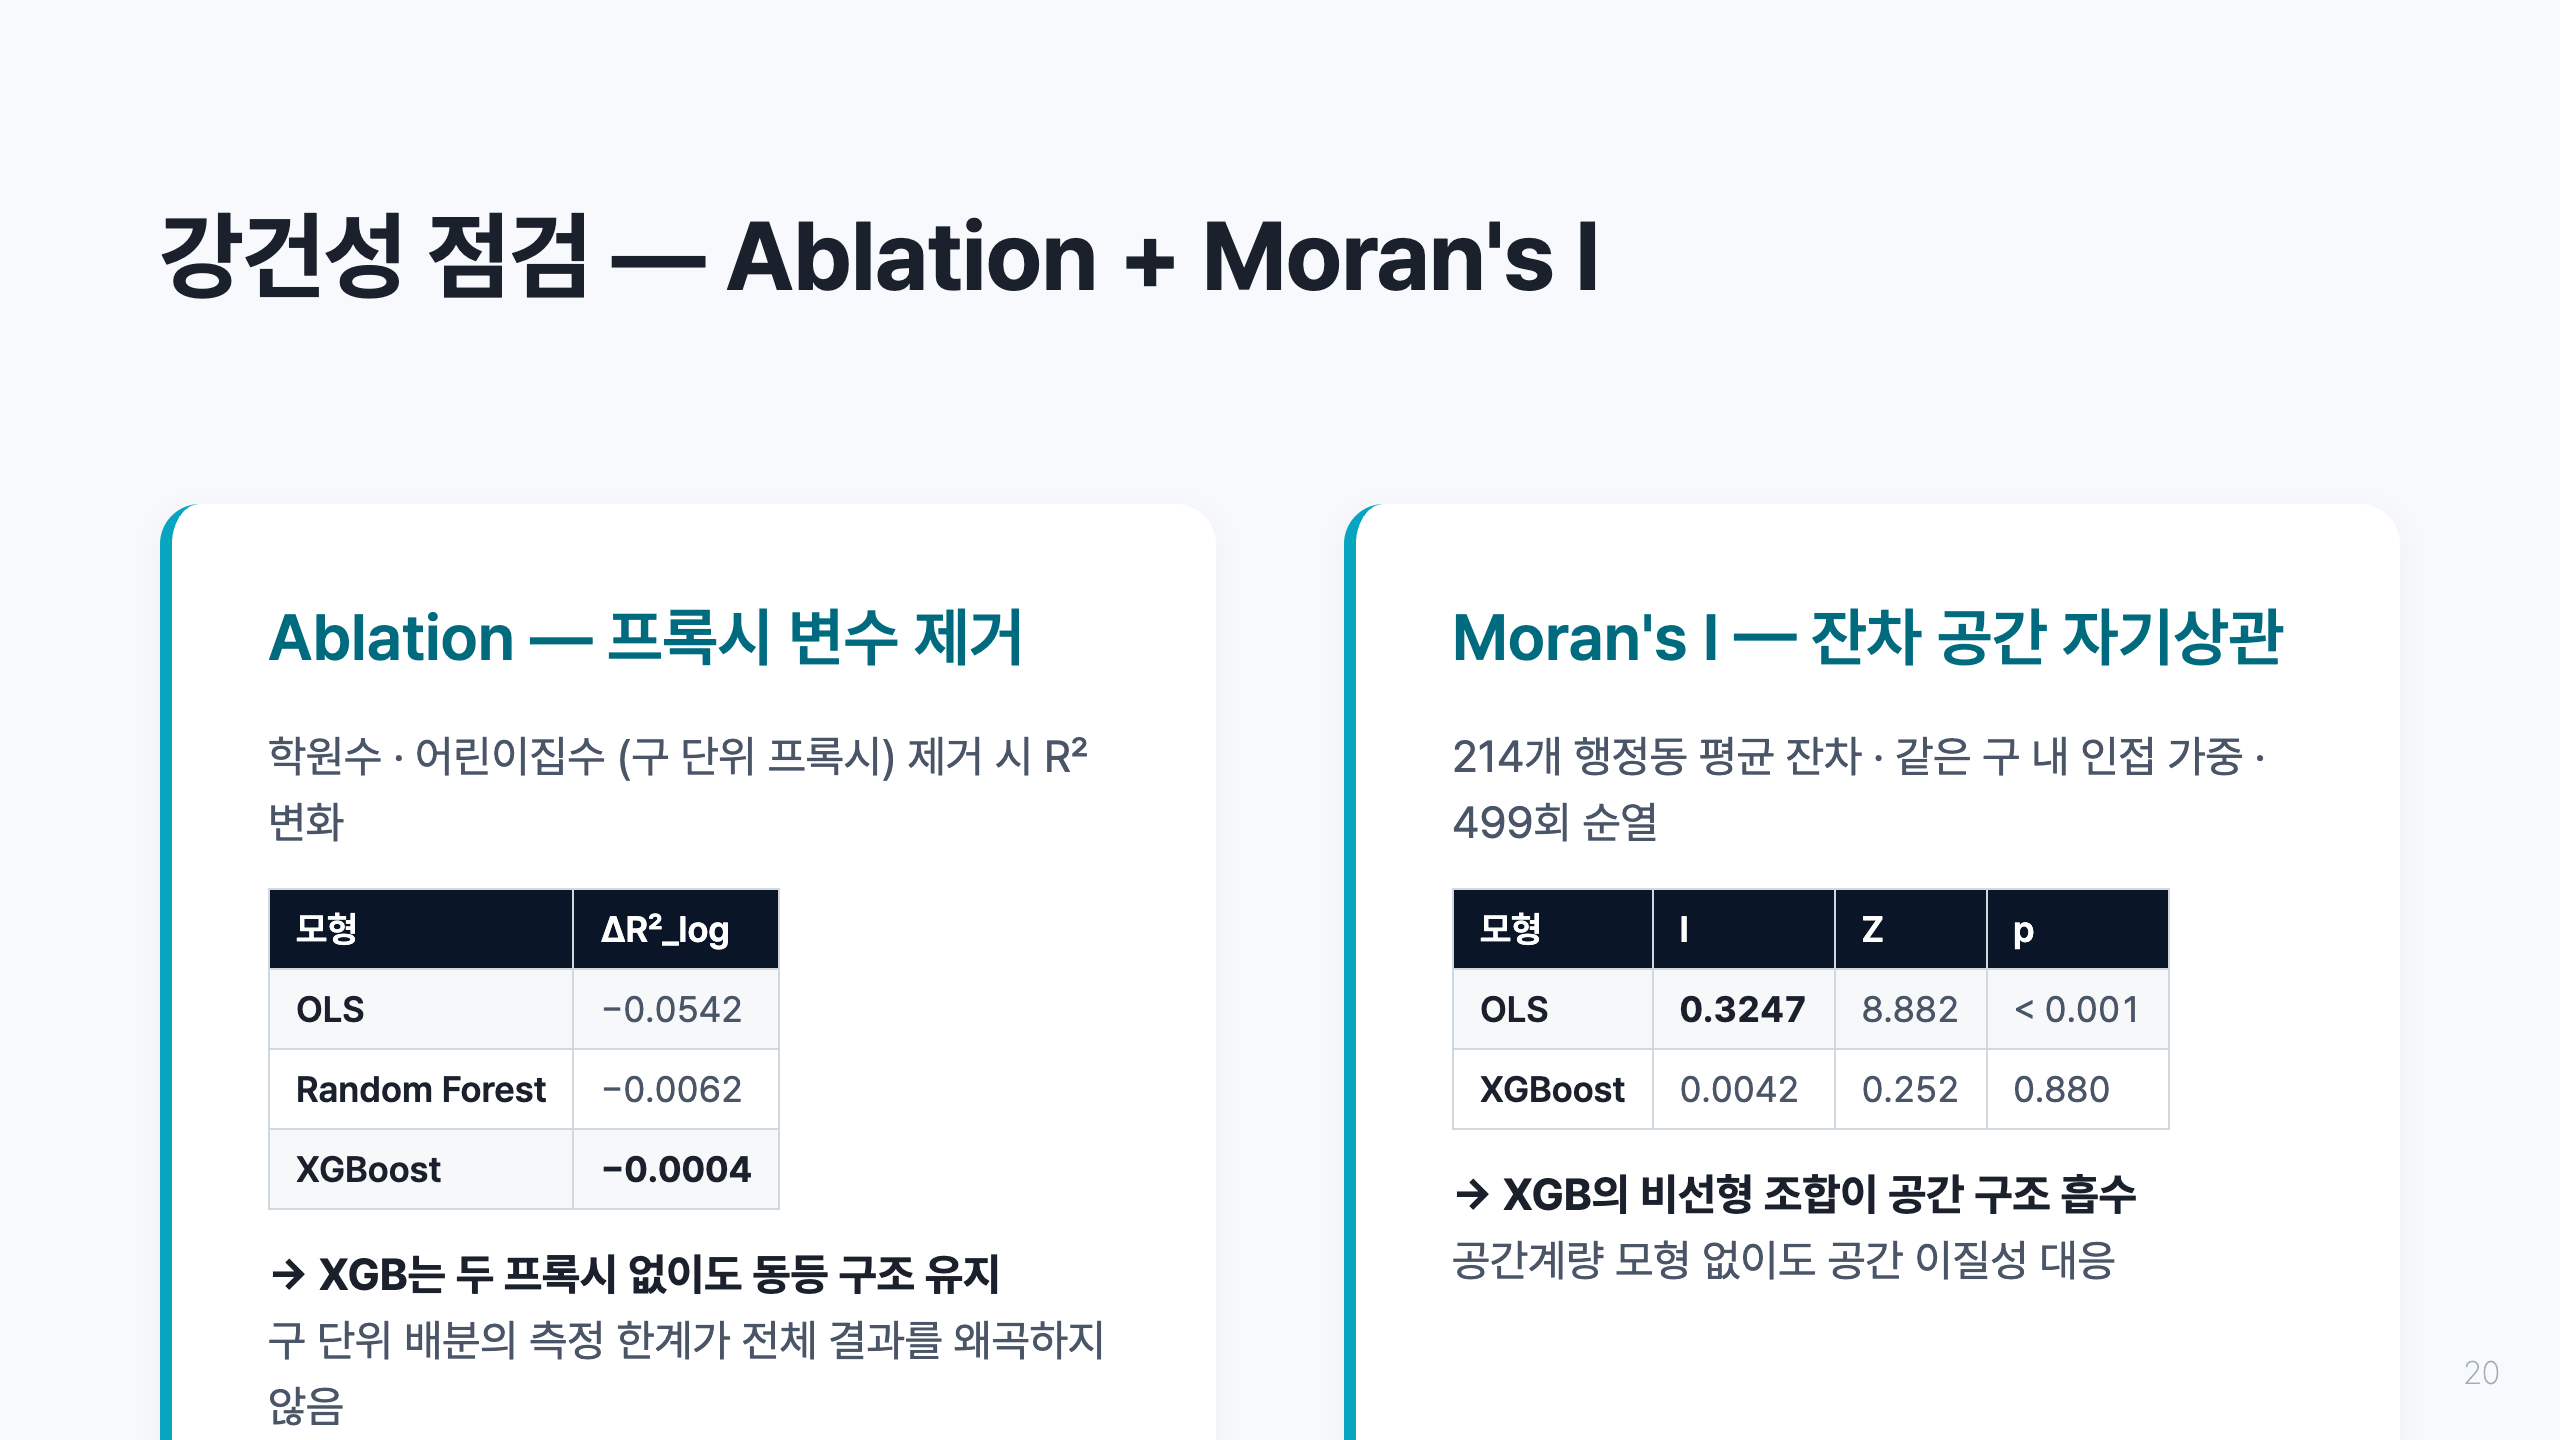 강건성 점검 — Ablation + Moran's I
Ablation — 프록시 변수 제거
학원수 · 어린이집수 (구 단위 프록시) 제거 시 R²
변화
모형 ΔR²_log
OLS −0.0542
Random Forest −0.0062
XGBoost −0.0004
→ XGB는 두 프록시 없이도 동등 구조 유지
구 단위 배분의 측정 한계가 전체 결과를 왜곡하지
않음
Moran's I — 잔차 공간 자기상관
214개 행정동 평균 잔차 · 같은 구 내 인접 가중 ·
499회 순열
모형 I Z p
OLS 0.3247 8.882 < 0.001
XGBoost 0.0042 0.252 0.880
→ XGB의 비선형 조합이 공간 구조 흡수
공간계량 모형 없이도 공간 이질성 대응
20